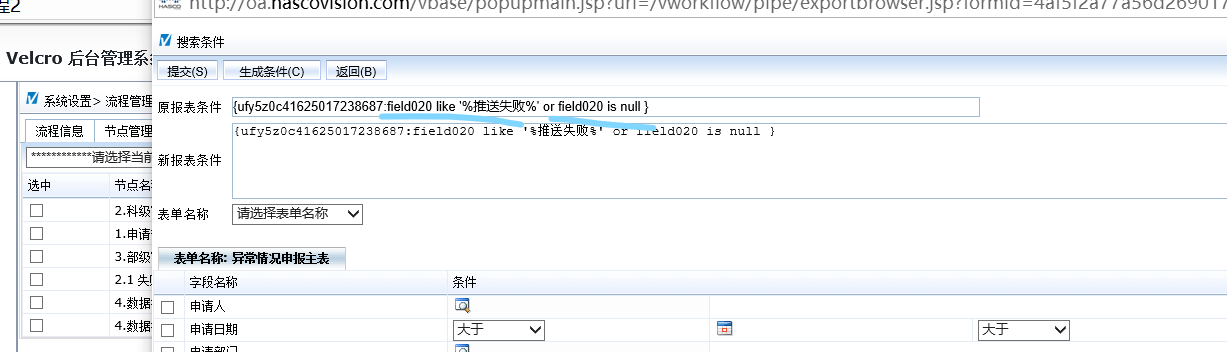 程2
http://oa.hascovision.com/vbase/popupmain.jsp?url=/vworkflow/pipe/exportbrowser.jsp?formid=4af5f2a77a56d269017
HASCO
搜索条件
Velcro 后台管理系
提交(S) 生成条件(C) 返回(B)
系统设置> 流程管理
原报表条件 {ufy5z0c41625017238687:field020 like '%推送失败%' or field020 is null }
流程信息 节点管理
{ufy5z0c41625017238687:field020 like '%推送失败%' or field020 is null }
************请选择当前
新报表条件
选中 节点名
2.科级
表单名称 请选择表单名称
1.申请
3.部级
表单名称: 异常情况申报主表
2.1 失
字段名称 条件
4.数据
申请人
4.数据
申请日期 大于 大于
申请部门